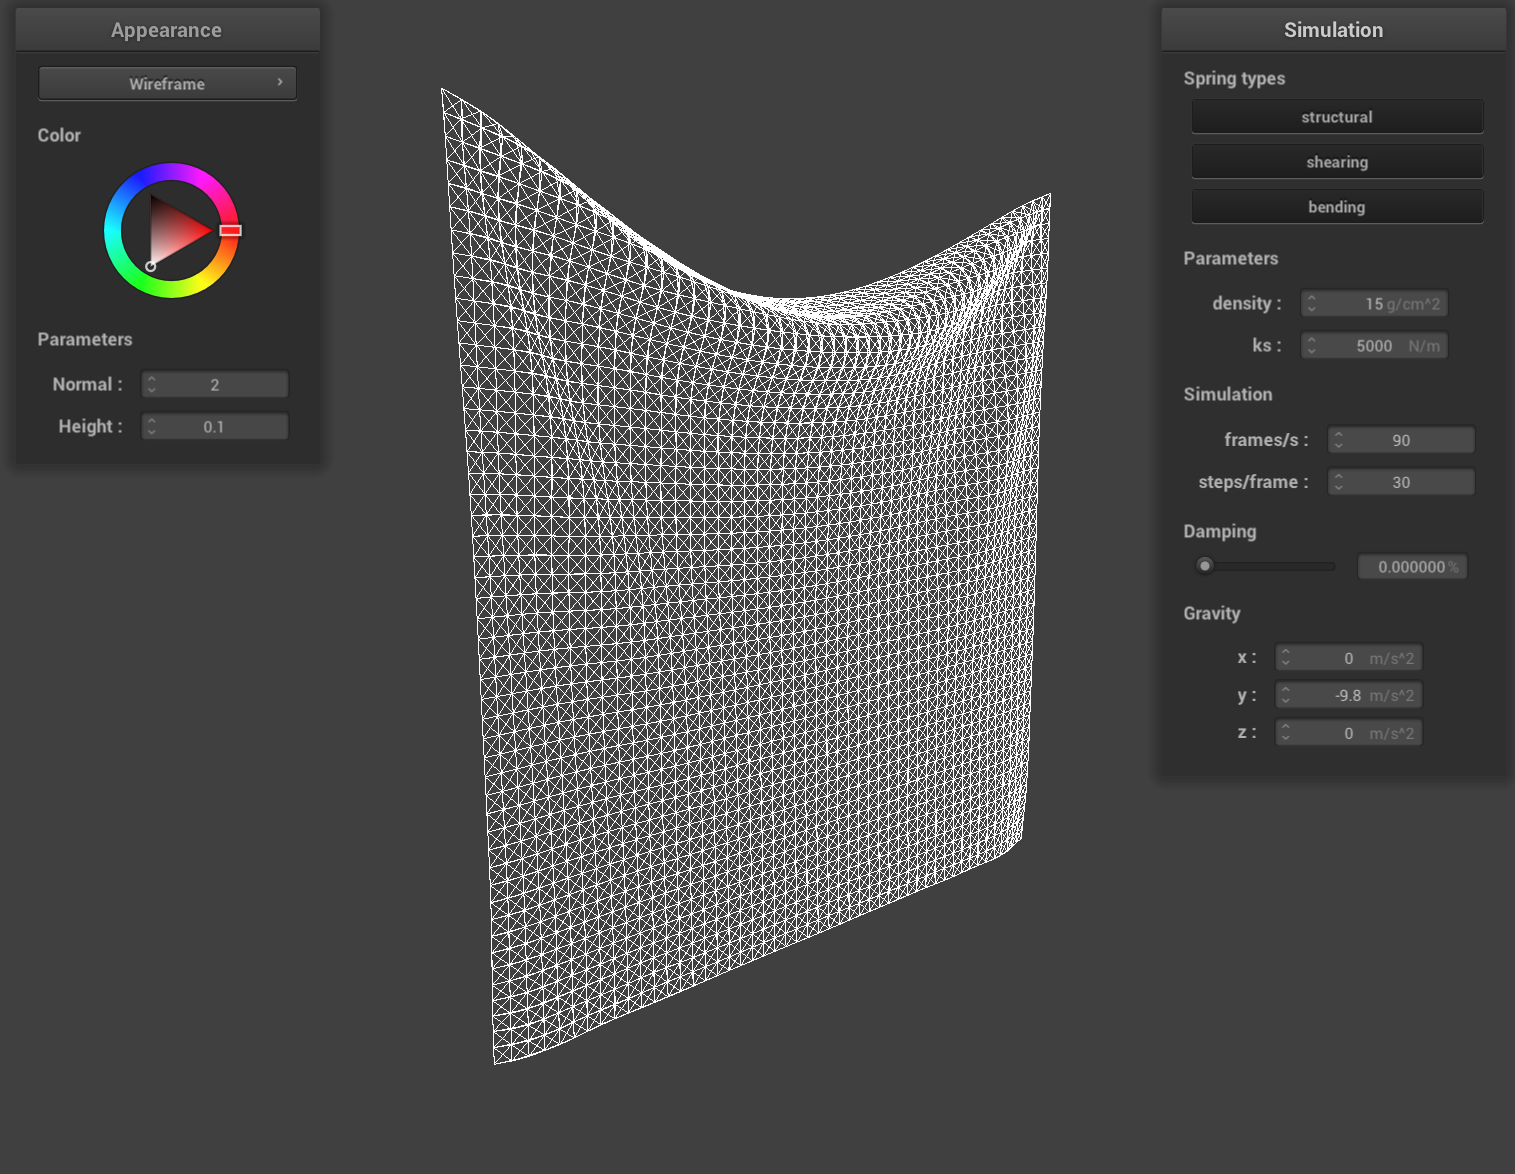 Appearance
Wireframe
Color
Parameters
Normal : 2
Height : 0.1
Simulation
Spring types
structural
shearing
bending
Parameters
density : 15 g/cm^2
ks : 5000 N/m
Simulation
frames/s : 90
steps/frame : 30
Damping
0.000000 %
Gravity
x : 0 m/s^2
y : -9.8 m/s^2
z : 0 m/s^2